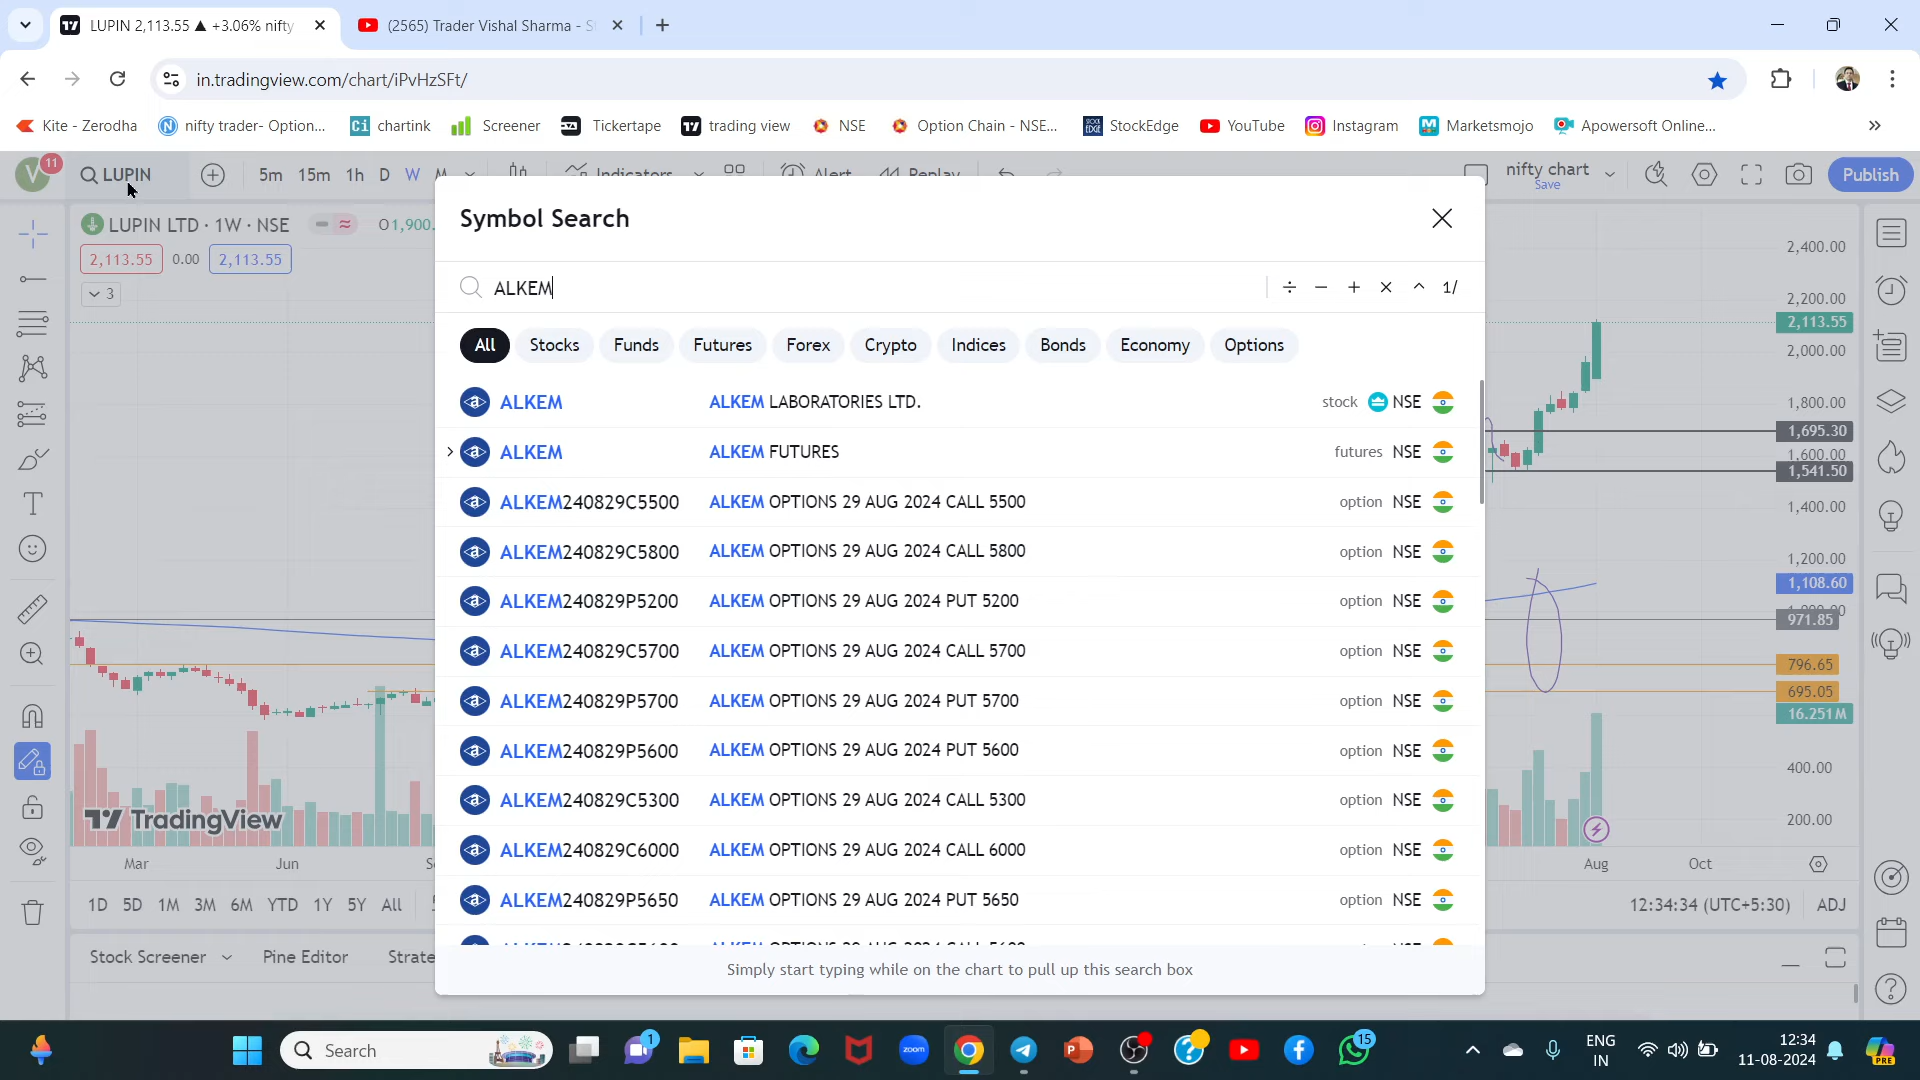 LUPIN 2,113.55 ▲ +3.06% nifty
(2565) Trader Vishal Sharma - S
in.tradingview.com/chart/iPvHzSFt/
Kite - Zerodha
nifty trader- Option...
Ci chartink
Screener
Tickertape
trading view
NSE
Option Chain - NSE...
StockEdge
YouTube
Instagram
Marketsmojo
Apowersoft Online...
V 11
LUPIN
5m 15m 1h D W M
Indicators
Alert
Replay
nifty chart
Save
Publish
LUPIN LTD · 1W · NSE
O1,900.
2,113.55 0.00 2,113.55
3
Symbol Search
ALKEM
÷ − + × ^ 1/
All Stocks Funds Futures Forex Crypto Indices Bonds Economy Options
ALKEM ALKEM LABORATORIES LTD. stock NSE
ALKEM ALKEM FUTURES futures NSE
ALKEM240829C5500 ALKEM OPTIONS 29 AUG 2024 CALL 5500 option NSE
ALKEM240829C5800 ALKEM OPTIONS 29 AUG 2024 CALL 5800 option NSE
ALKEM240829P5200 ALKEM OPTIONS 29 AUG 2024 PUT 5200 option NSE
ALKEM240829C5700 ALKEM OPTIONS 29 AUG 2024 CALL 5700 option NSE
ALKEM240829P5700 ALKEM OPTIONS 29 AUG 2024 PUT 5700 option NSE
ALKEM240829P5600 ALKEM OPTIONS 29 AUG 2024 PUT 5600 option NSE
ALKEM240829C5300 ALKEM OPTIONS 29 AUG 2024 CALL 5300 option NSE
ALKEM240829C6000 ALKEM OPTIONS 29 AUG 2024 CALL 6000 option NSE
ALKEM240829P5650 ALKEM OPTIONS 29 AUG 2024 PUT 5650 option NSE
Simply start typing while on the chart to pull up this search box
2,400.00
2,200.00
2,113.55
2,000.00
1,800.00
1,695.30
1,600.00
1,541.50
1,400.00
1,200.00
1,108.60
971.85
796.65
695.05
16.251M
400.00
200.00
TradingView
Mar Jun
Aug Oct
1D 5D 1M 3M 6M YTD 1Y 5Y All
12:34:34 (UTC+5:30) ADJ
Stock Screener
Pine Editor
Strate
Search
1
zoom
15
ENG
IN
12:34
11-08-2024
PRE